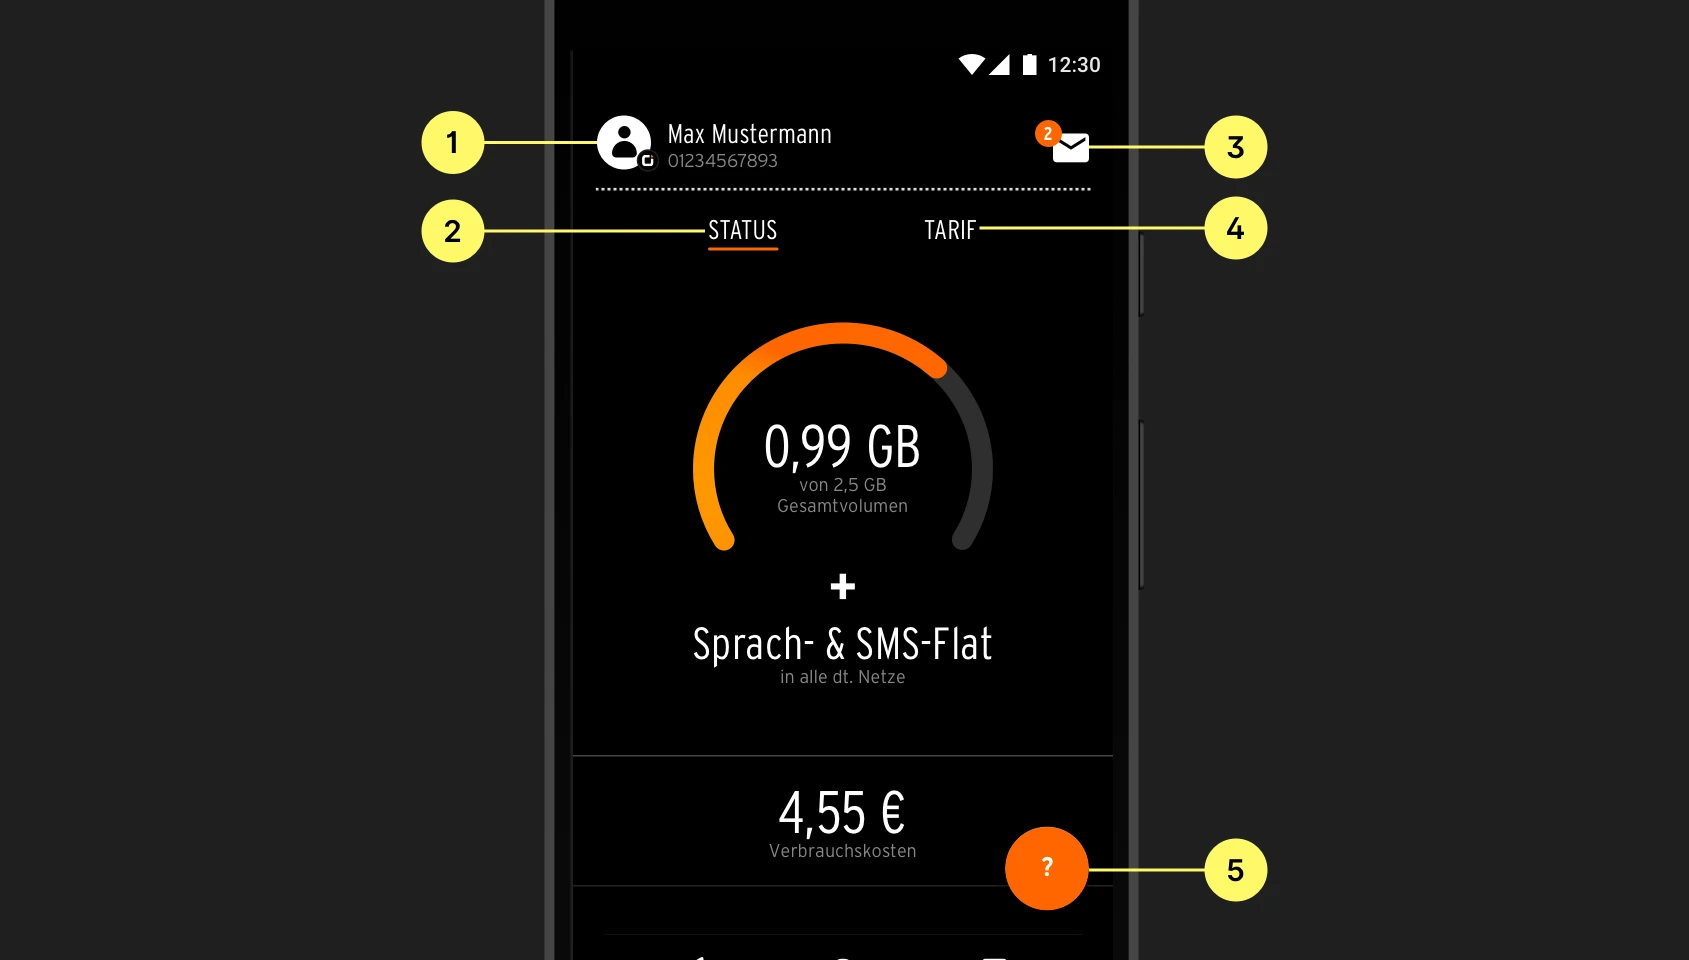 12:30
1
Max Mustermann
01234567893
2
3
2
STATUS
TARIF
4
0,99 GB
von 2,5 GB
Gesamtvolumen
+
Sprach- & SMS-Flat
in alle dt. Netze
4,55 €
Verbrauchskosten
?
5